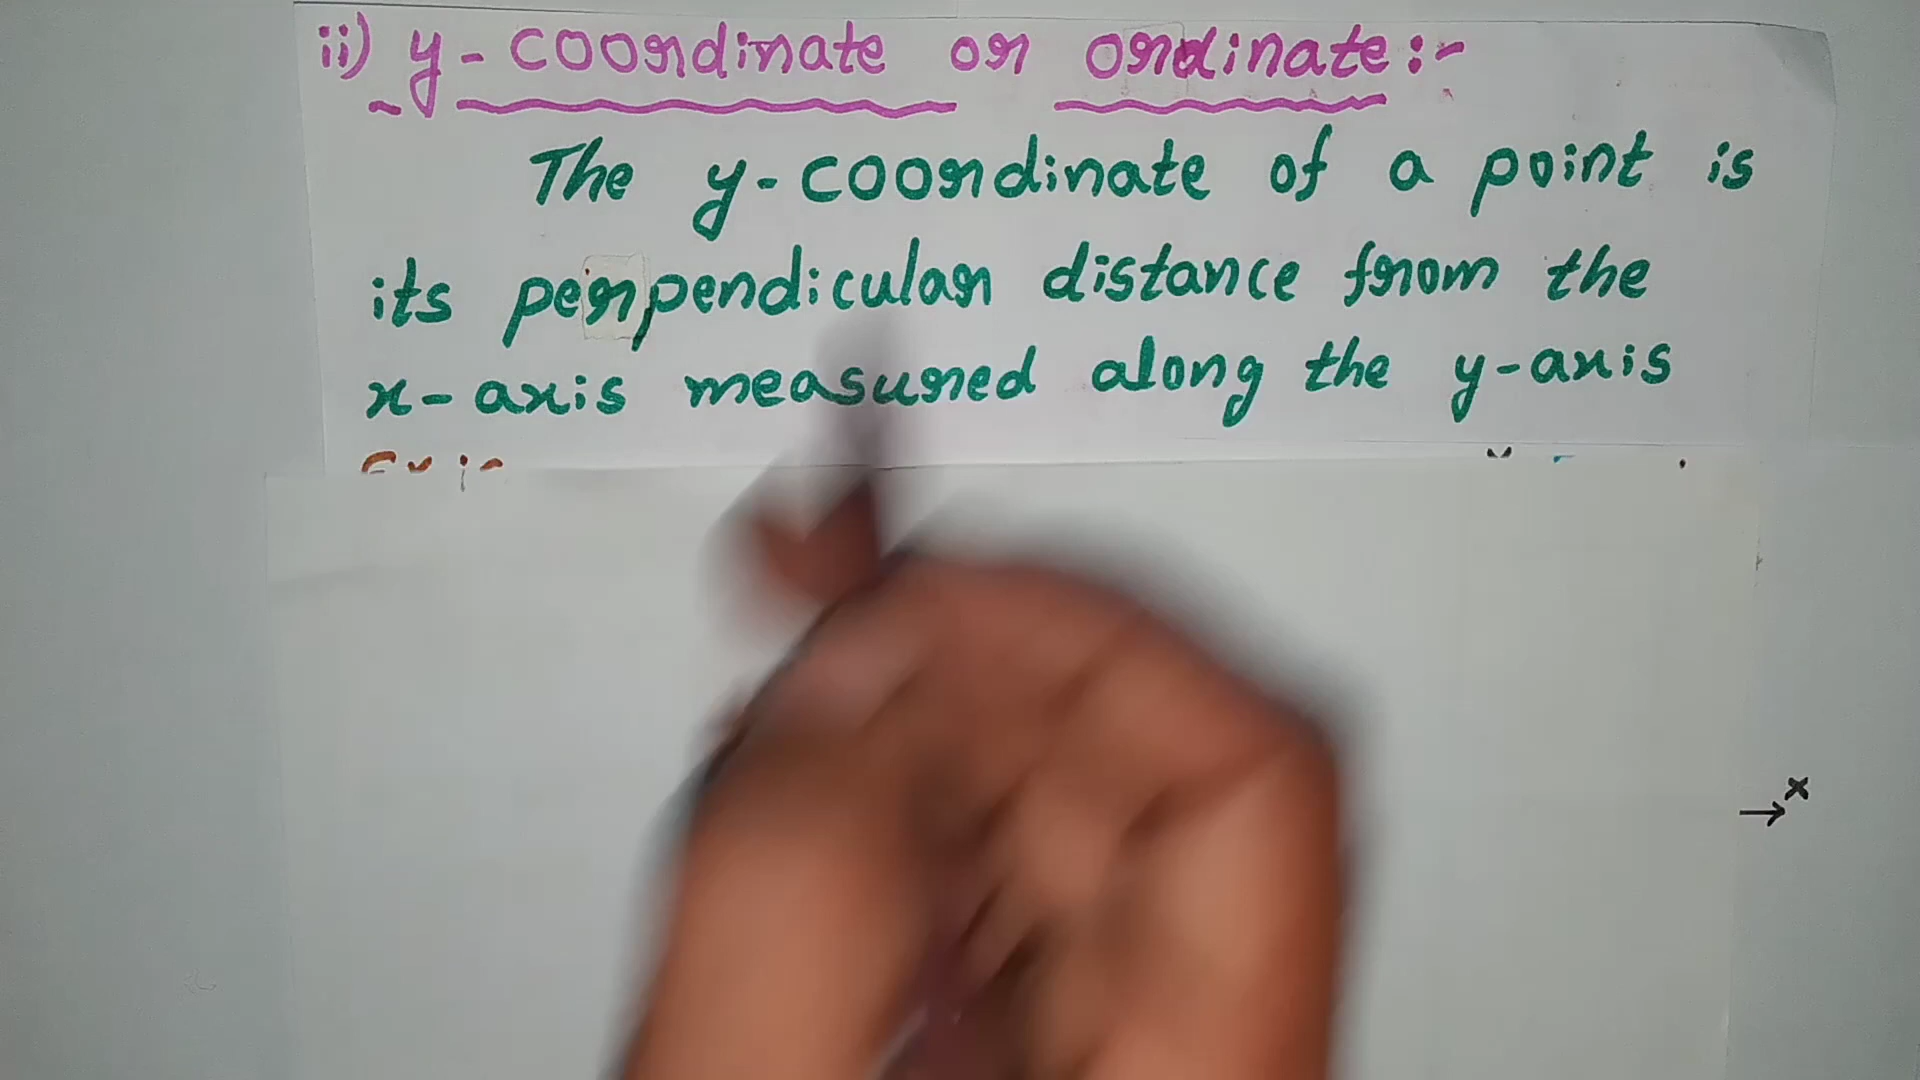 ii) y-coordinate or ordinate:-
The y-coordinate of a point is
its perpendicular distance from the
x-axis measured along the y-axis
x